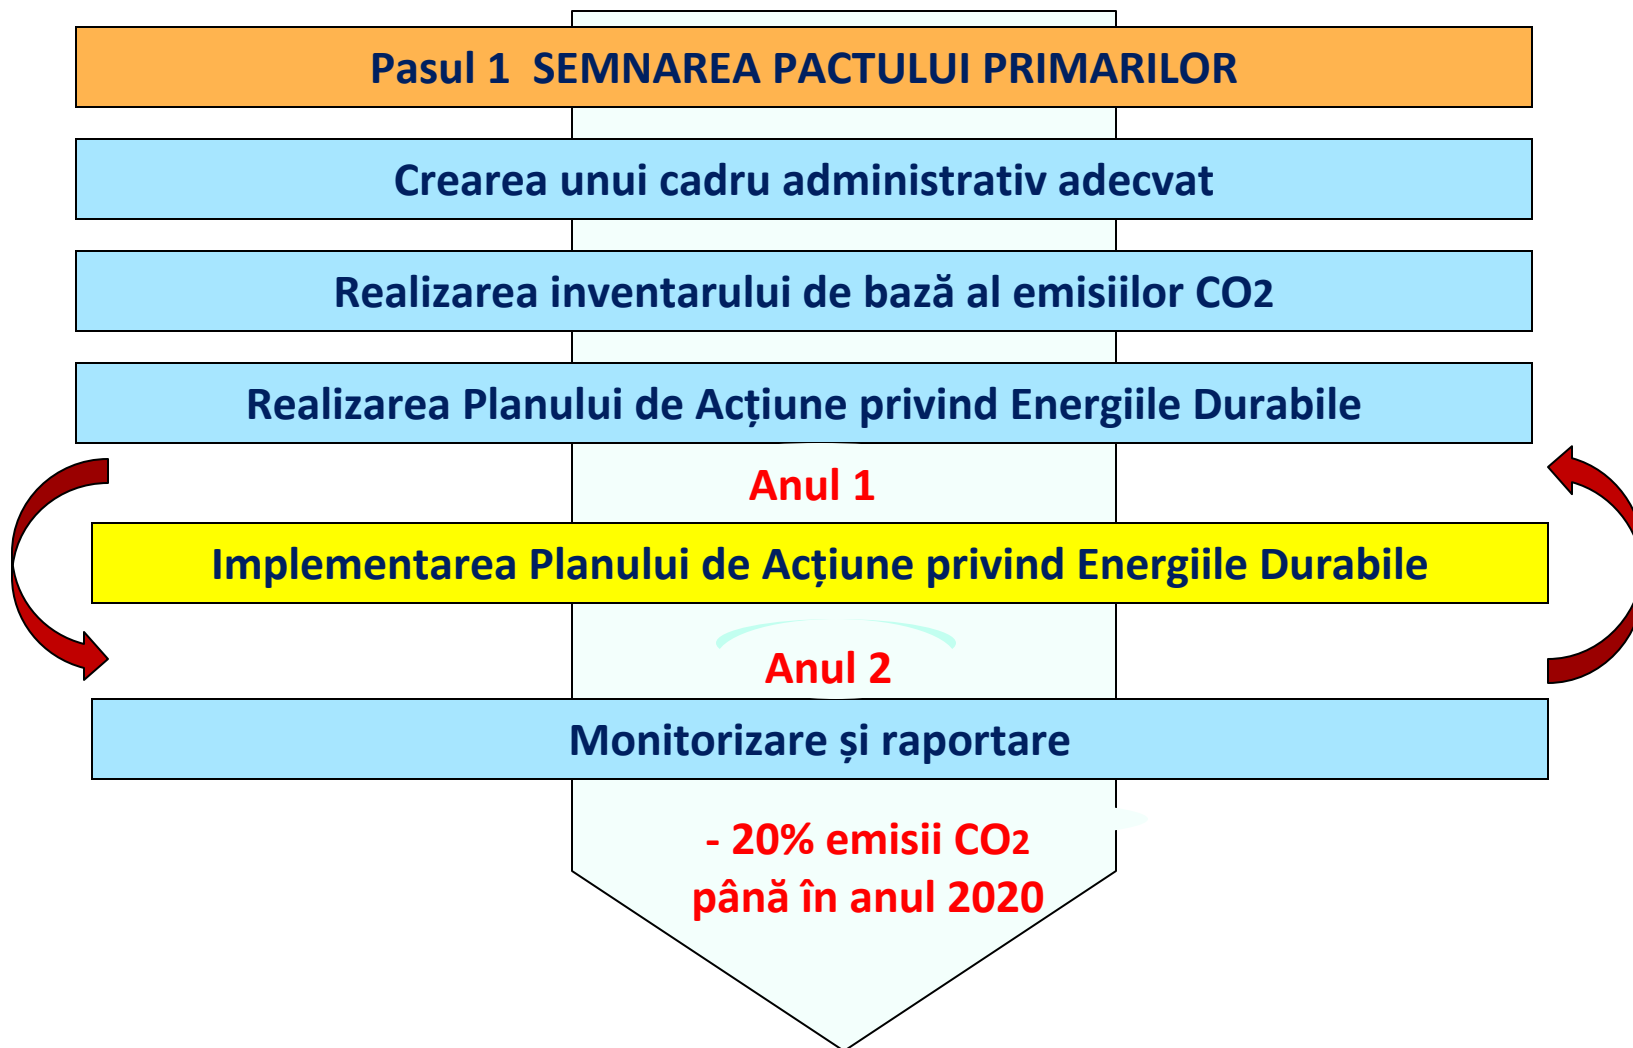 Pasul 1 SEMNAREA PACTULUI PRIMARILOR
Crearea unui cadru administrativ adecvat
Realizarea inventarului de bază al emisiilor CO2
Realizarea Planului de Acțiune privind Energiile Durabile
Anul 1
Implementarea Planului de Acțiune privind Energiile Durabile
Anul 2
Monitorizare și raportare
- 20% emisii CO2
până în anul 2020